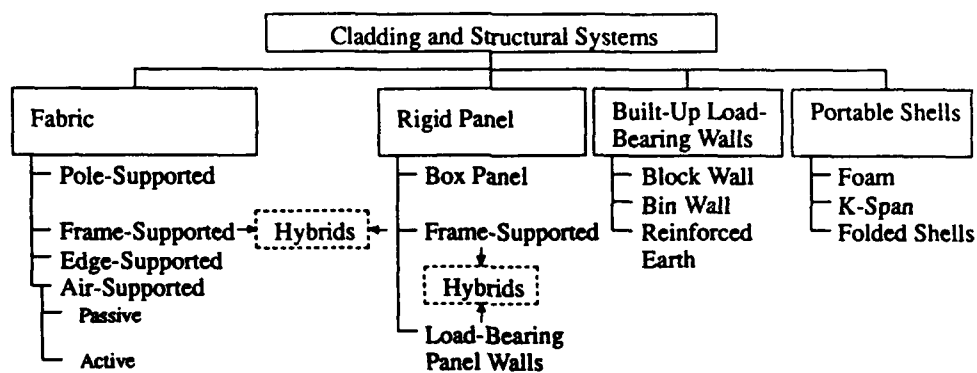 Cladding and Structural Systems
Fabric
Pole-Supported
Frame-Supported
Edge-Supported
Air-Supported
Passive
Active
Hybrids
Rigid Panel
Box Panel
Frame-Supported
Hybrids
Load-Bearing
Panel Walls
Built-Up Load-
Bearing Walls
Block Wall
Bin Wall
Reinforced
Earth
Portable Shells
Foam
K-Span
Folded Shells